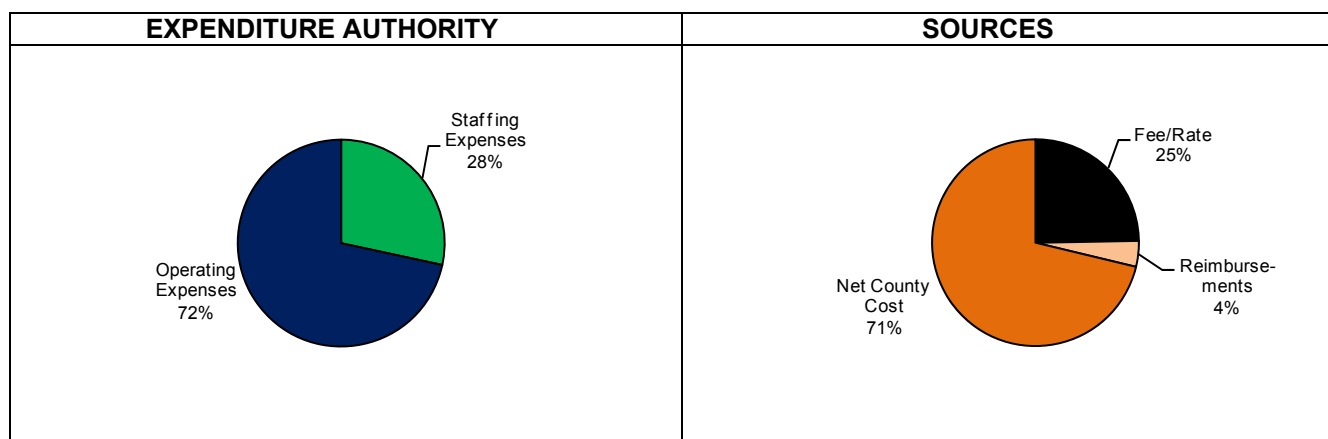 EXPENDITURE AUTHORITY
Staffing
Expenses
28%
Operating
Expenses
72%
SOURCES
Fee/Rate
25%
Reimburse-
ments
4%
Net County
Cost
71%